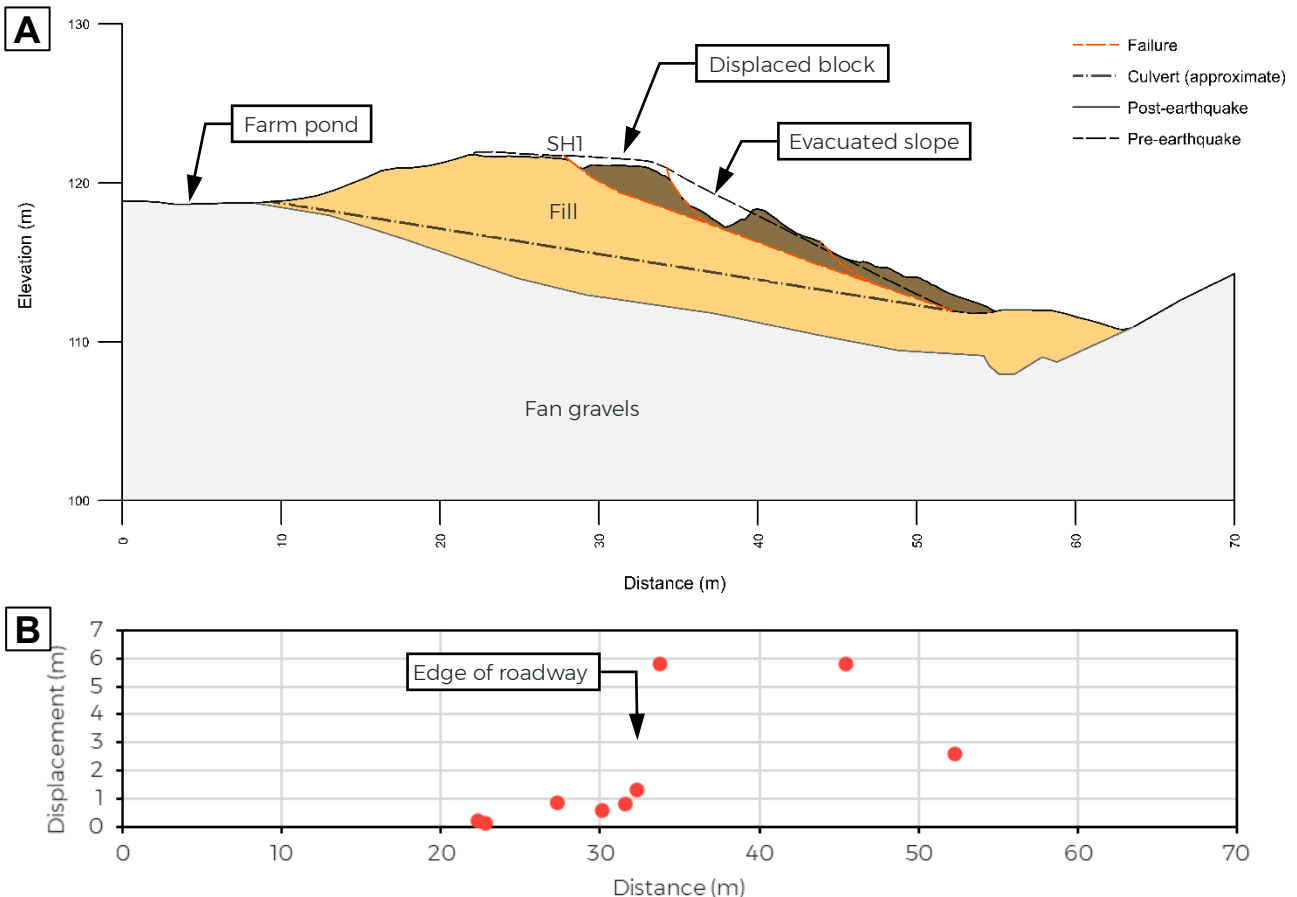 A
130
Displaced block
Failure
Culvert (approximate)
Post-earthquake
Pre-earthquake
Farm pond
Evacuated slope
SH1
120
Fill
Elevation (m)
110
Fan gravels
100
0 10 20 30 40 50 60 70
Distance (m)
B
7
6
5
4
3
2
1
0
Displacement (m)
Edge of roadway
0 10 20 30 40 50 60 70
Distance (m)